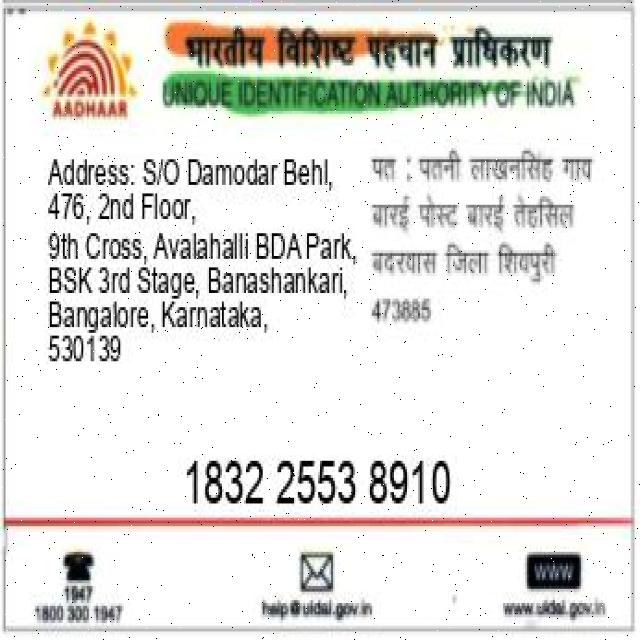 भारतीय विशिष्ट पहचान प्राधिकरण
UNIQUE IDENTIFICATION AUTHORITY OF INDIA
AADHAAR
Address: S/O Damodar Behl,
476, 2nd Floor,
9th Cross, Avalahalli BDA Park,
BSK 3rd Stage, Banashankari,
Bangalore, Karnataka,
530139
पत : पतनी लाखनसिंह गाव
बारई पोस्ट बारई तेहसिल
बदरवास जिला शिवपुरी
473885
1832 2553 8910
1947
1800 300 1947
help@uidai.gov.in
www
www.uidai.gov.in